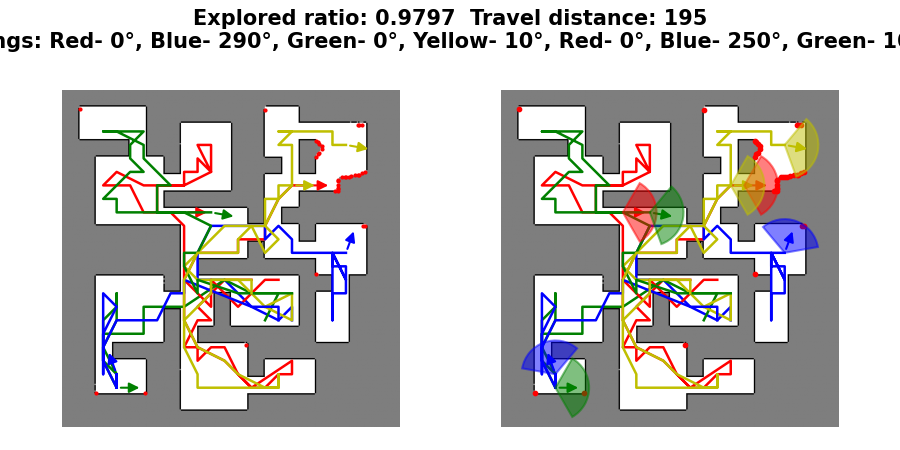 Explored ratio: 0.9797  Travel distance: 195
ngs: Red- 0°, Blue- 290°, Green- 0°, Yellow- 10°, Red- 0°, Blue- 250°, Green- 10